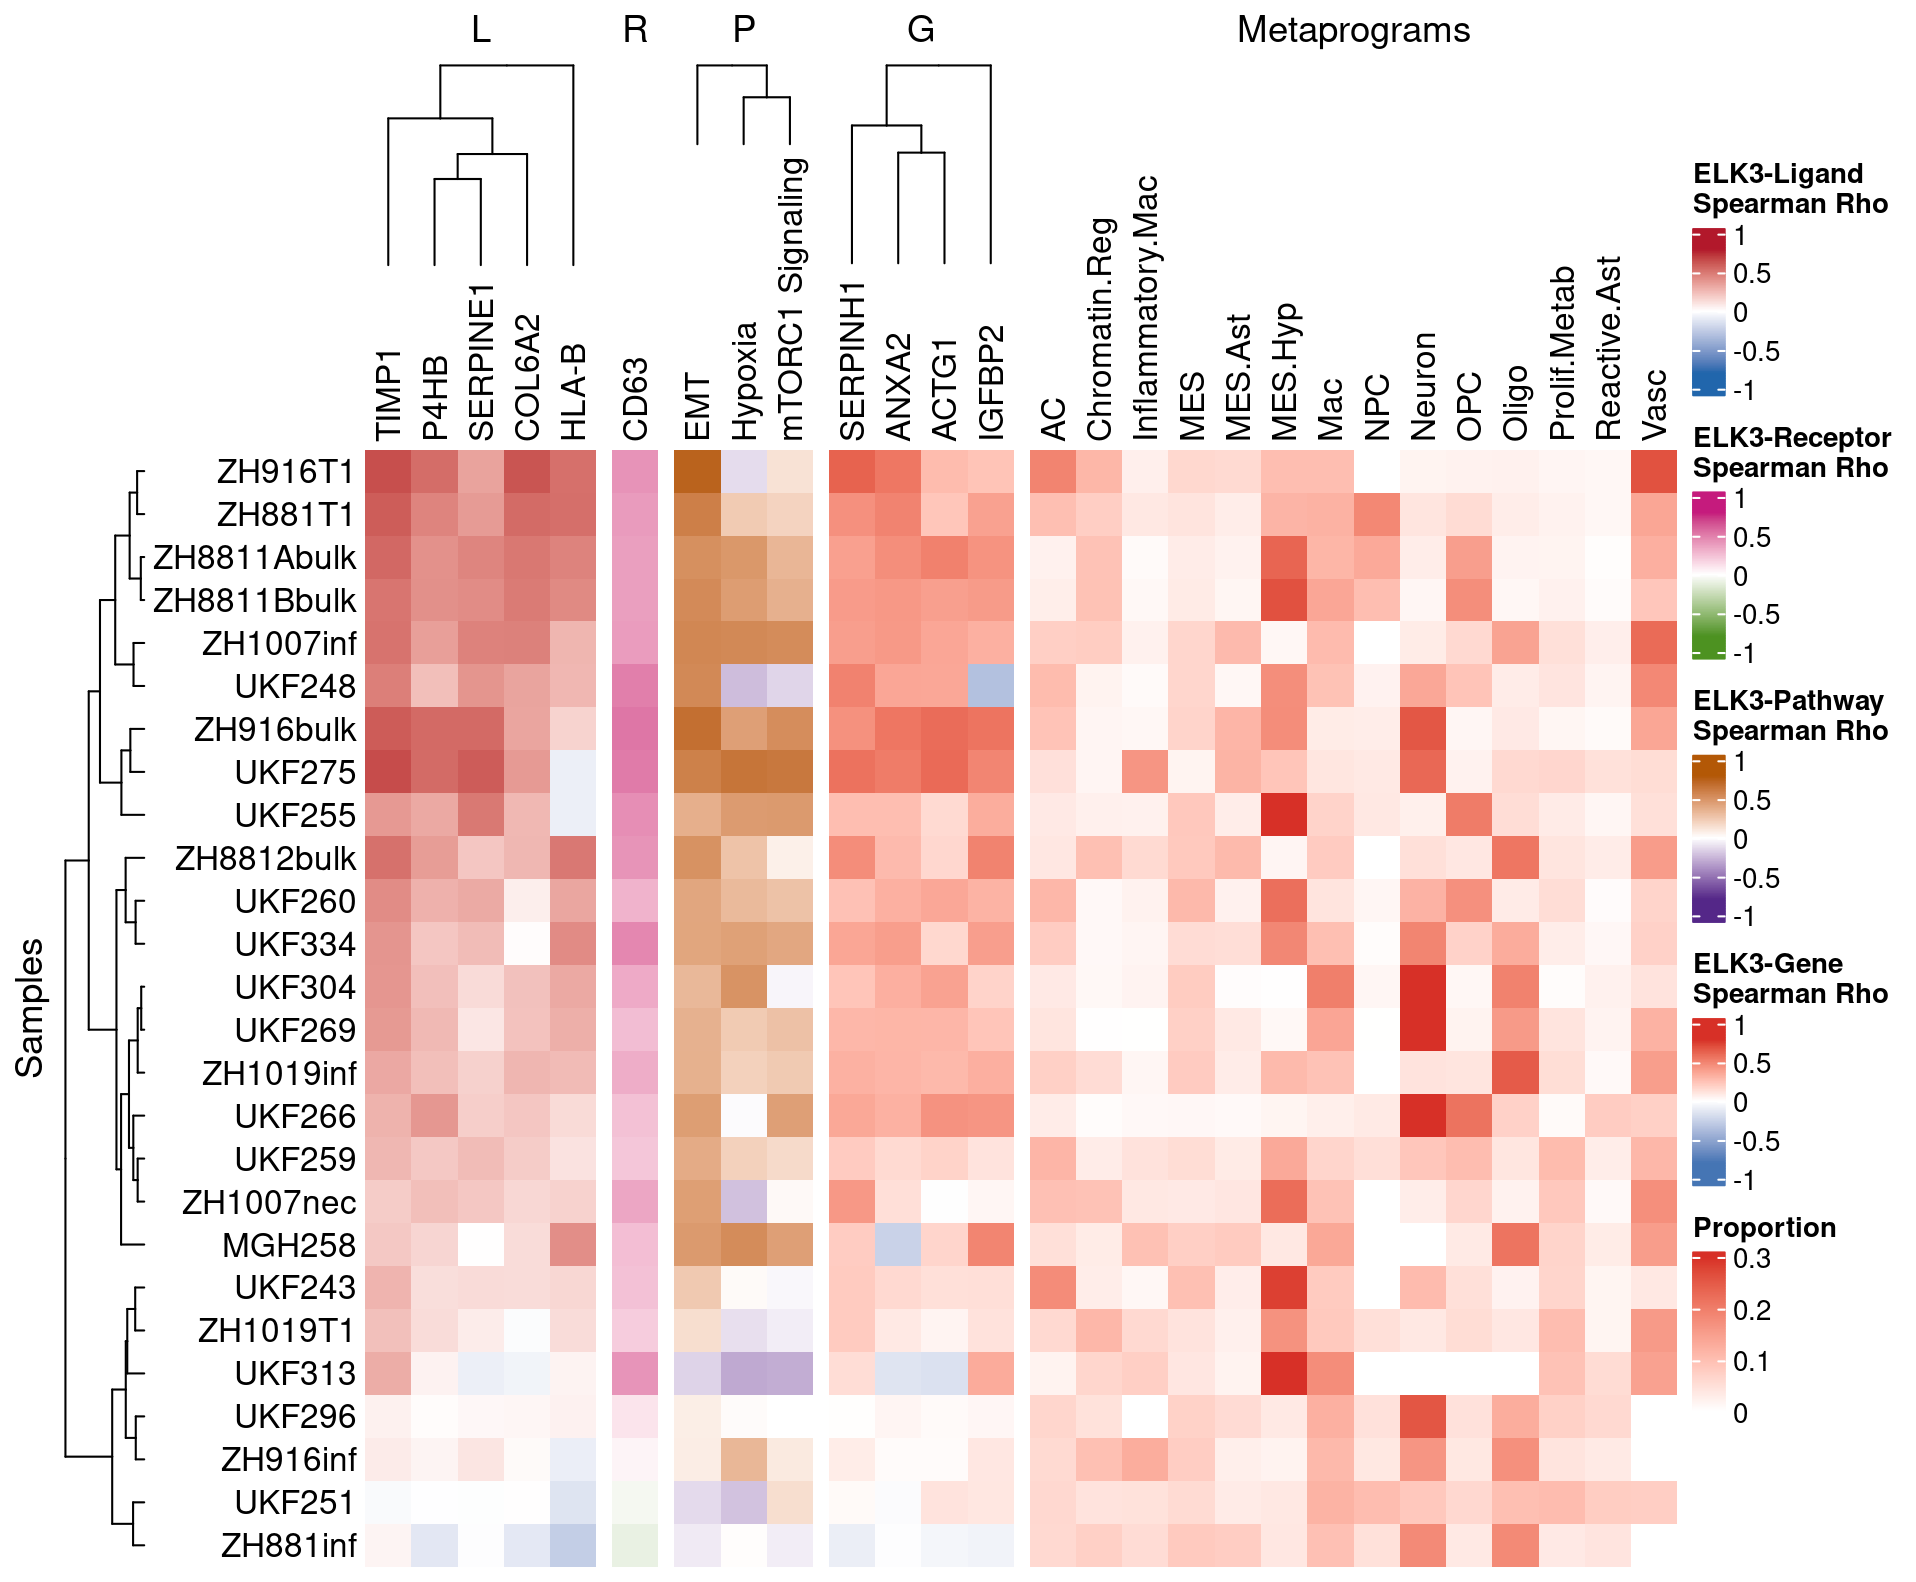 L R P G Metaprograms
TIMP1 P4HB SERPINE1 COL6A2 HLA-B CD63 EMT Hypoxia mTORC1 Signaling SERPINH1 ANXA2 ACTG1 IGFBP2 AC Chromatin.Reg Inflammatory.Mac MES MES.Ast MES.Hyp Mac NPC Neuron OPC Oligo Prolif.Metab Reactive.Ast Vasc
Samples
ZH916T1
ZH881T1
ZH8811Abulk
ZH8811Bbulk
ZH1007inf
UKF248
ZH916bulk
UKF275
UKF255
ZH8812bulk
UKF260
UKF334
UKF304
UKF269
ZH1019inf
UKF266
UKF259
ZH1007nec
MGH258
UKF243
ZH1019T1
UKF313
UKF296
ZH916inf
UKF251
ZH881inf
ELK3-Ligand
Spearman Rho
1
0.5
0
-0.5
-1
ELK3-Receptor
Spearman Rho
1
0.5
0
-0.5
-1
ELK3-Pathway
Spearman Rho
1
0.5
0
-0.5
-1
ELK3-Gene
Spearman Rho
1
0.5
0
-0.5
-1
Proportion
0.3
0.2
0.1
0